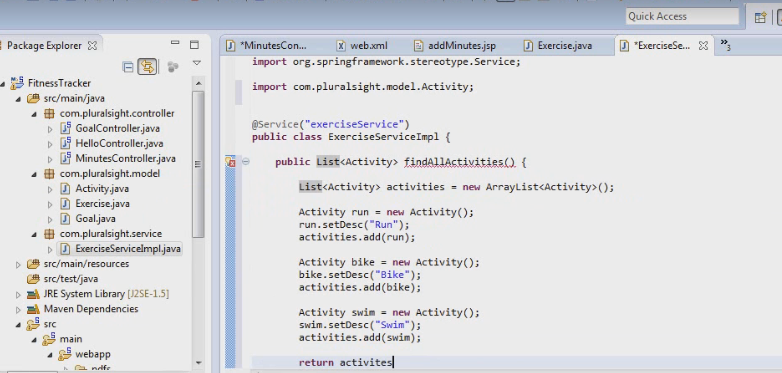 Quick Access
Package Explorer
FitnessTracker
src/main/java
com.pluralsight.controller
GoalController.java
HelloController.java
MinutesController.java
com.pluralsight.model
Activity.java
Exercise.java
Goal.java
com.pluralsight.service
ExerciseServiceImpl.java
src/main/resources
src/test/java
JRE System Library [J2SE-1.5]
Maven Dependencies
src
main
webapp
pdfs
*MinutesCon...
web.xml
addMinutes.jsp
Exercise.java
*ExerciseSe...
3
import org.springframework.stereotype.Service;
import com.pluralsight.model.Activity;
@Service("exerciseService")
public class ExerciseServiceImpl {
public List<Activity> findAllActivities() {
List<Activity> activities = new ArrayList<Activity>();
Activity run = new Activity();
run.setDesc("Run");
activities.add(run);
Activity bike = new Activity();
bike.setDesc("Bike");
activities.add(bike);
Activity swim = new Activity();
swim.setDesc("Swim");
activities.add(swim);
return activites